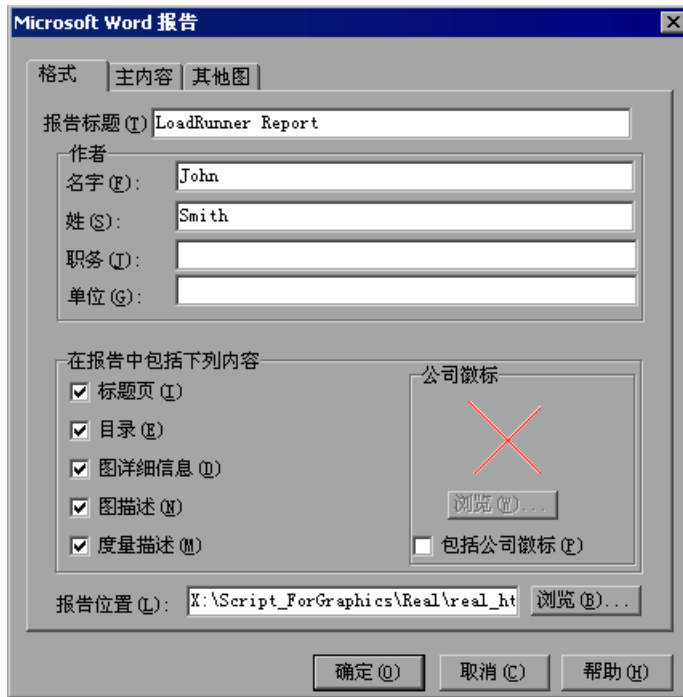 Microsoft Word 报告
格式 主内容 其他图
报告标题(T) LoadRunner Report
作者
名字(F): John
姓(S): Smith
职务(J):
单位(G):
在报告中包括下列内容
标题页(I)
目录(E)
图详细信息(D)
图描述(N)
度量描述(M)
公司徽标
浏览(W)...
包括公司徽标(P)
报告位置(L): X:\Script_ForGraphics\Real\real_ht 浏览(B)...
确定(O) 取消(C) 帮助(H)